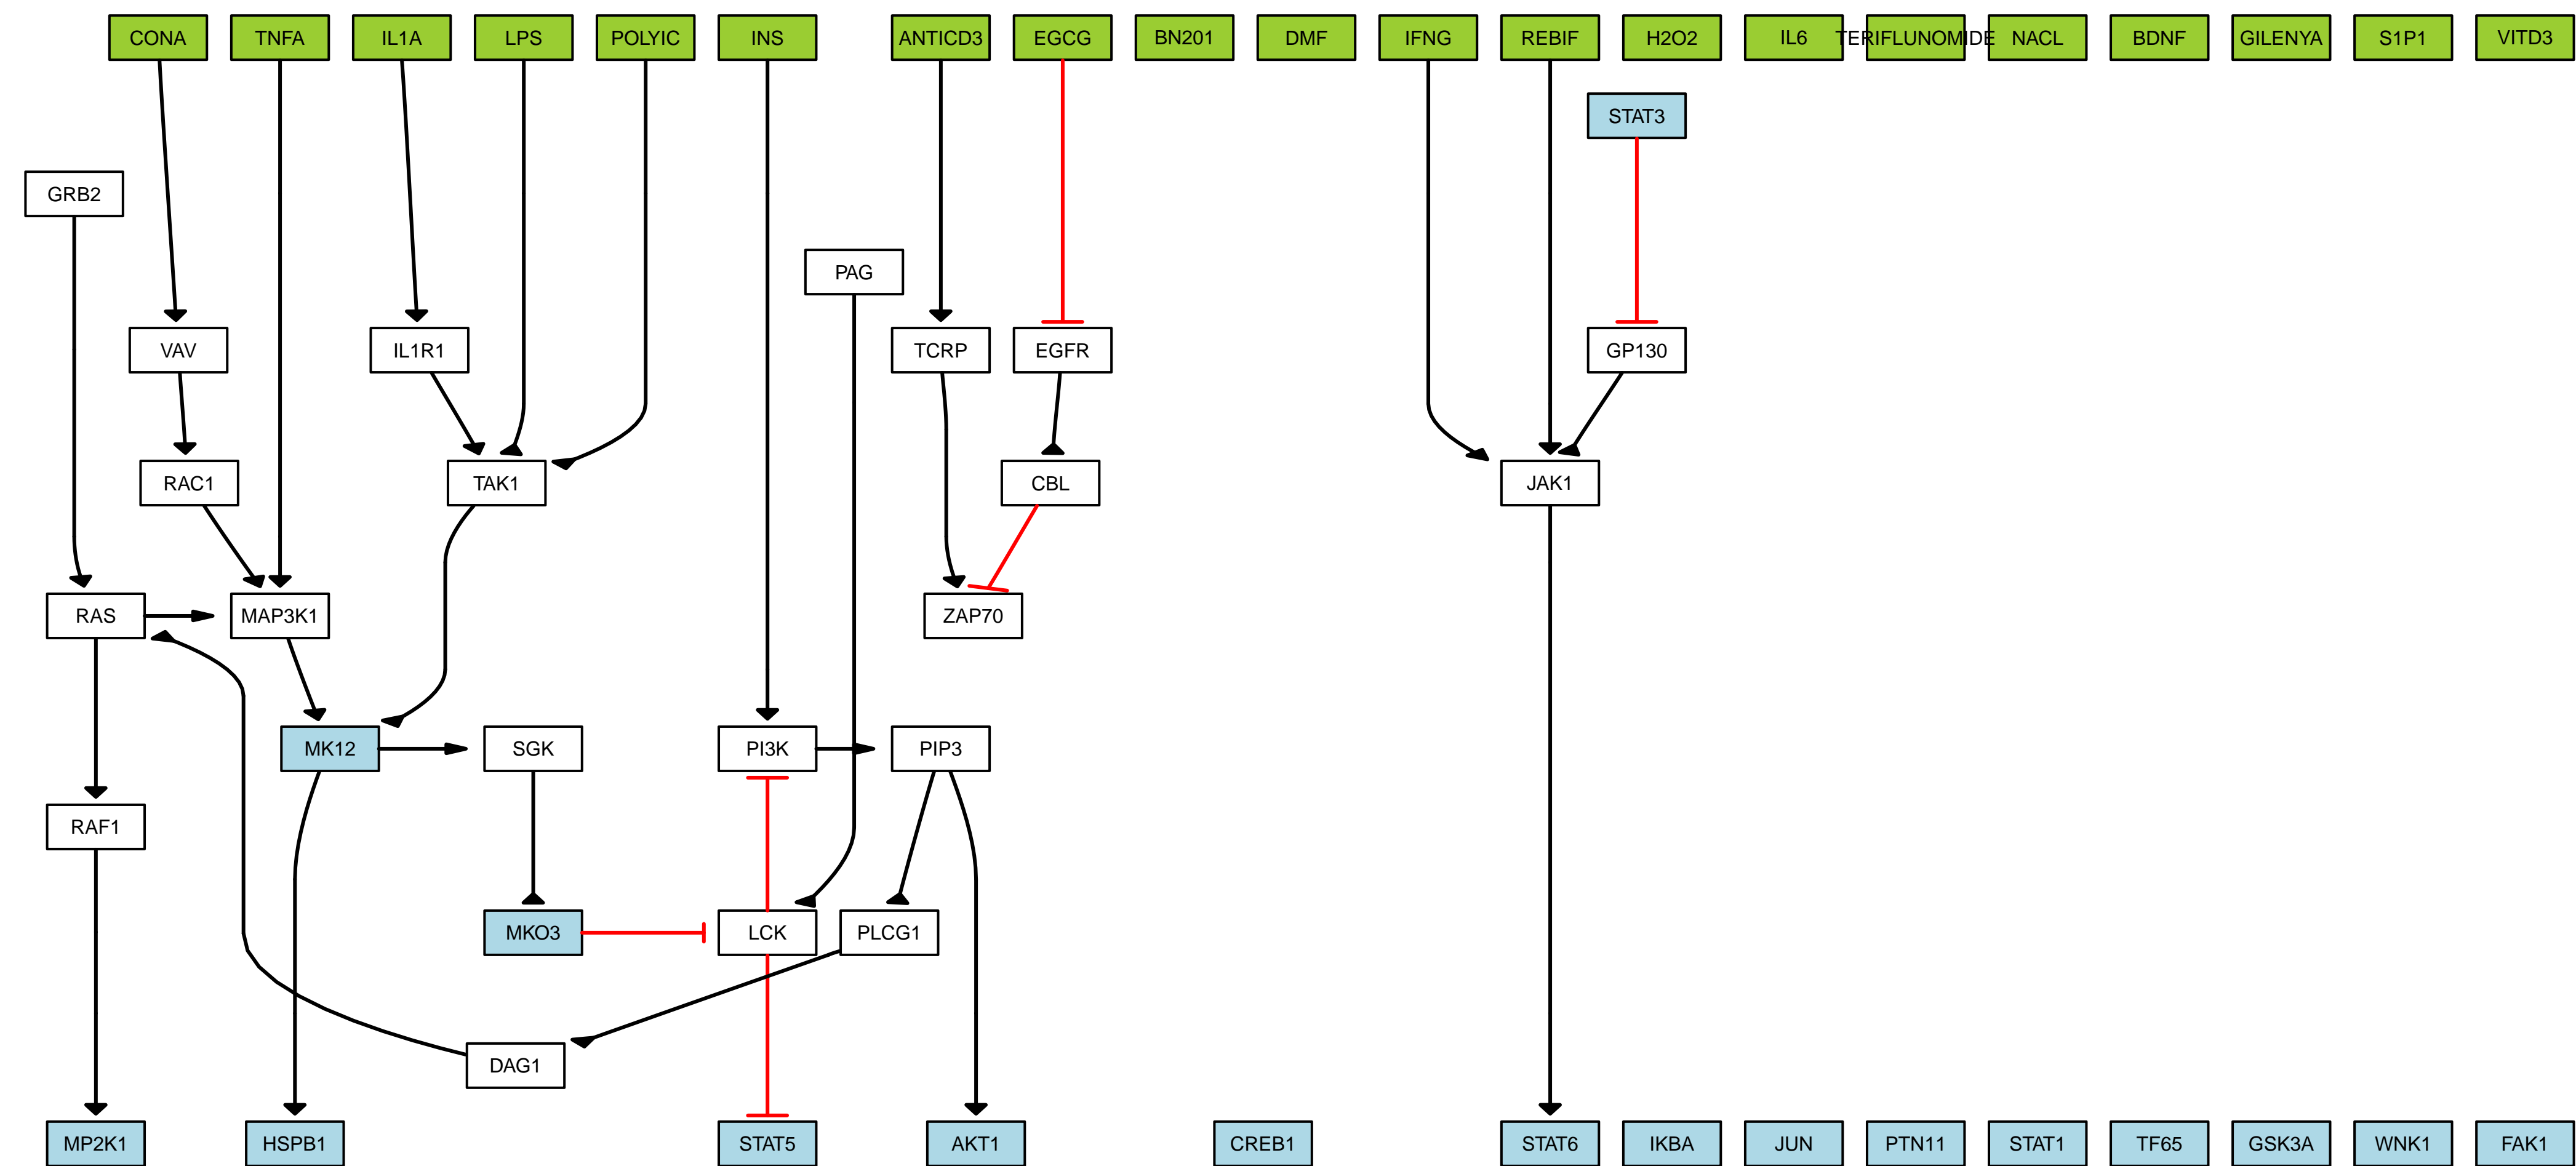 CONA
TNFA
IL1A
LPS
POLYIC
INS
ANTICD3
EGCG
BN201
DMF
IFNG
REBIF
H2O2
IL6
TERIFLUNOMIDE
NACL
BDNF
GILENYA
S1P1
VITD3
STAT3
GRB2
PAG
VAV
IL1R1
TCRP
EGFR
GP130
RAC1
TAK1
CBL
JAK1
RAS
MAP3K1
ZAP70
MK12
SGK
PI3K
PIP3
RAF1
MKO3
LCK
PLCG1
DAG1
MP2K1
HSPB1
STAT5
AKT1
CREB1
STAT6
IKBA
JUN
PTN11
STAT1
TF65
GSK3A
WNK1
FAK1